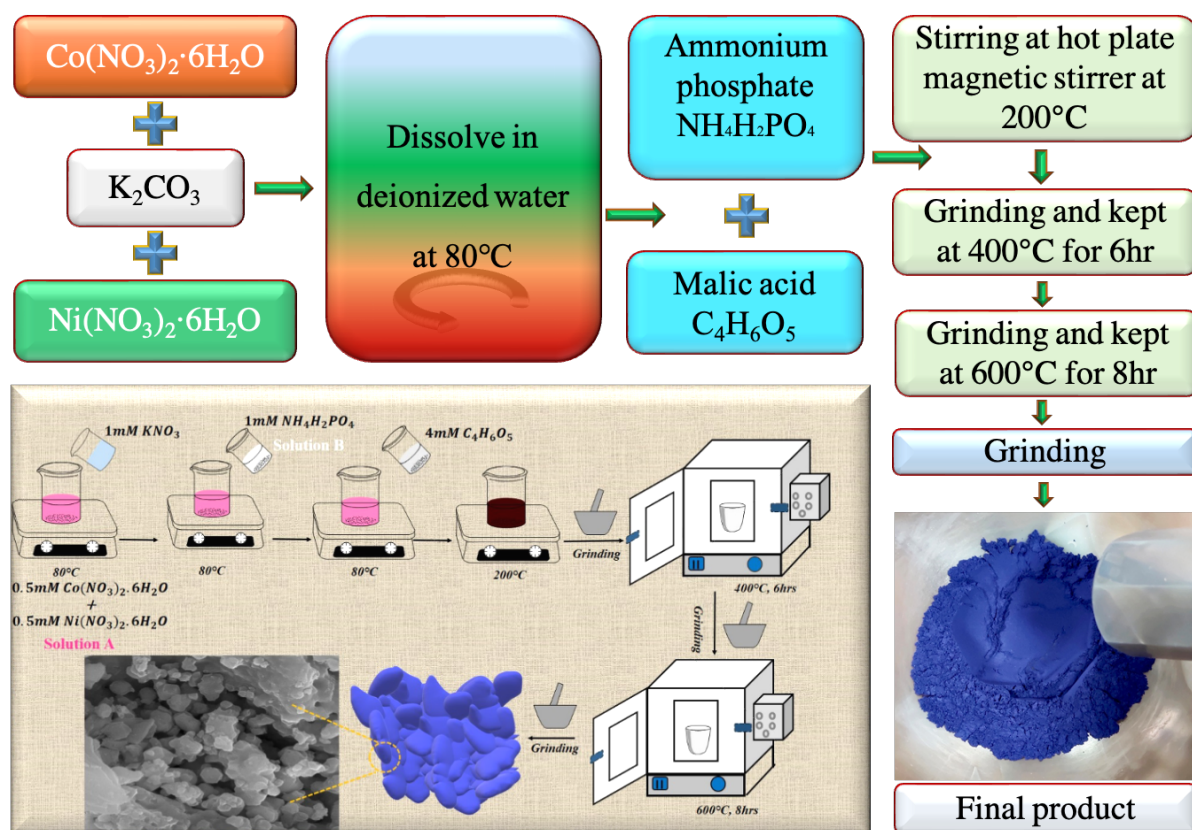 Co(NO₃)₂·6H₂O
K₂CO₃
Ni(NO₃)₂·6H₂O
Dissolve in
deionized water
at 80°C
Ammonium
phosphate
NH₄H₂PO₄
Malic acid
C₄H₆O₅
Stirring at hot plate
magnetic stirrer at
200°C
Grinding and kept
at 400°C for 6hr
Grinding and kept
at 600°C for 8hr
Grinding
Final product
1mM KNO₃
1mM NH₄H₂PO₄
Solution B
4mM C₄H₆O₅
80°C
80°C
80°C
200°C
Grinding
400°C, 6hrs
0.5mM Co(NO₃)₂.6H₂O
+
0.5mM Ni(NO₃)₂.6H₂O
Solution A
Grinding
Grinding
600°C, 8hrs